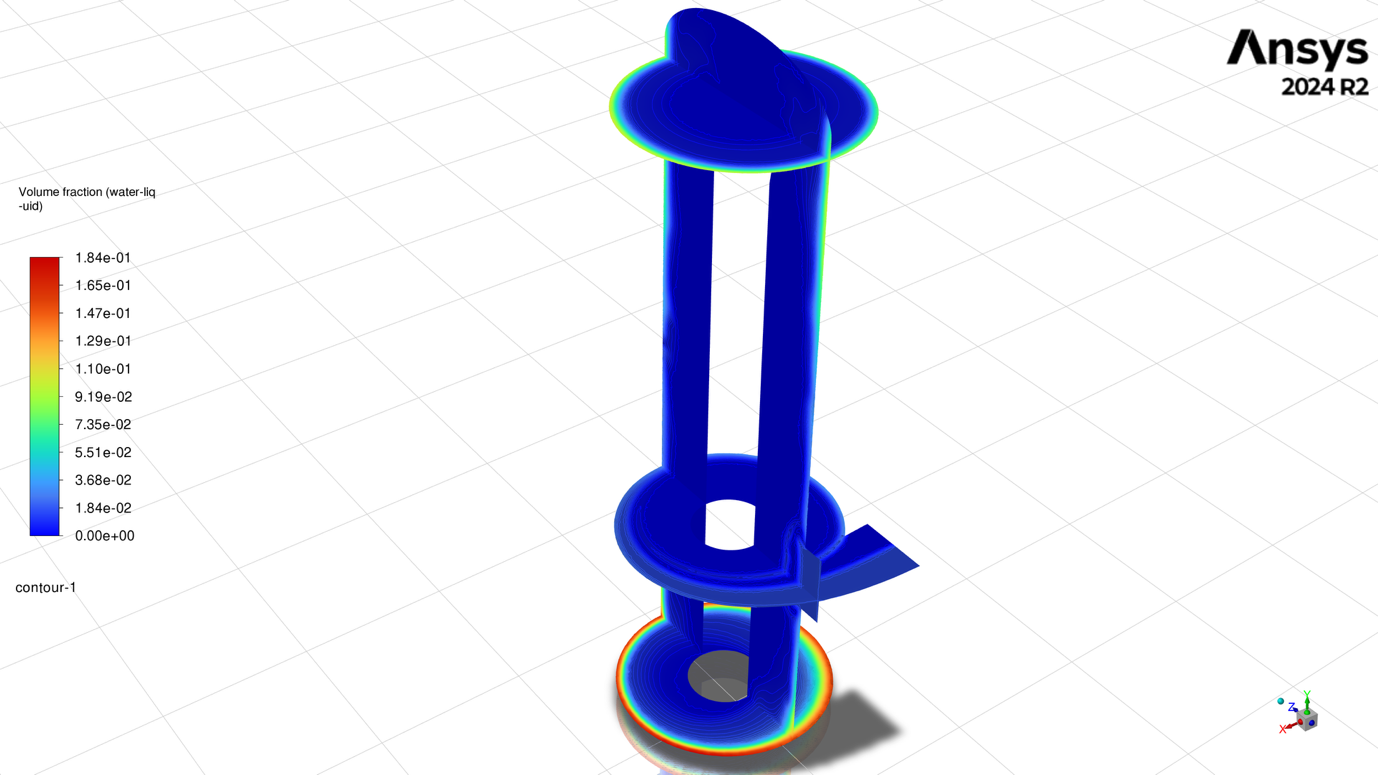 Ansys
2024 R2
Volume fraction (water-liq
-uid)
1.84e-01
1.65e-01
1.47e-01
1.29e-01
1.10e-01
9.19e-02
7.35e-02
5.51e-02
3.68e-02
1.84e-02
0.00e+00
contour-1
Y
Z
X